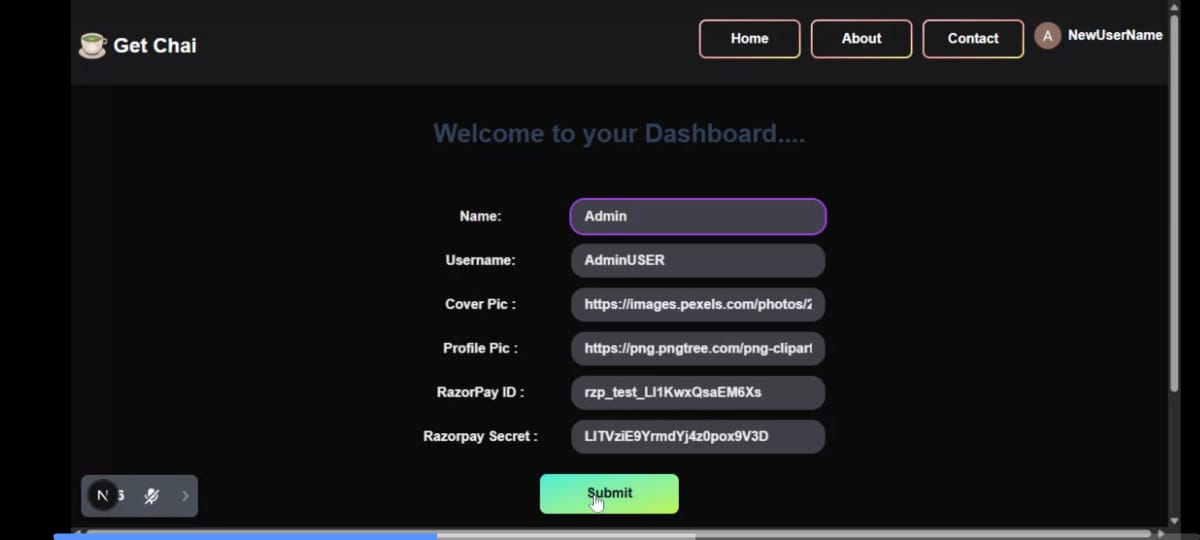 Get Chai
Home
About
Contact
A
NewUserName
Welcome to your Dashboard....
Name:
Admin
Username:
AdminUSER
Cover Pic :
https://images.pexels.com/photos/2
Profile Pic :
https://png.pngtree.com/png-clipart
RazorPay ID :
rzp_test_LI1KwxQsaEM6Xs
Razorpay Secret :
LITVziE9YrmdYj4z0pox9V3D
N
Submit